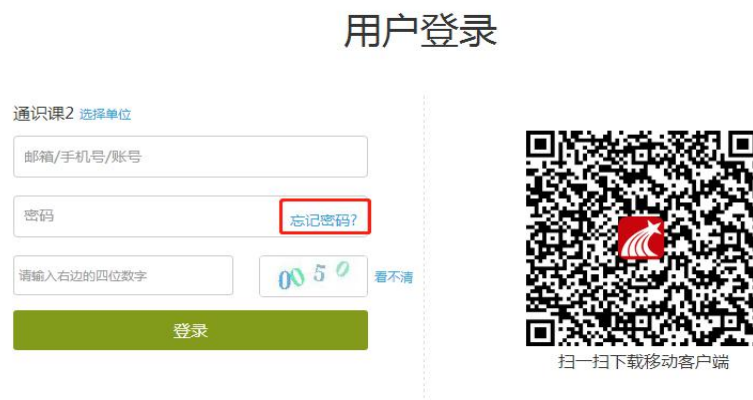 用户登录
通识课2 选择单位
邮箱/手机号/账号
密码
忘记密码?
请输入右边的四位数字
0050
看不清
登录
扫一扫下载移动客户端